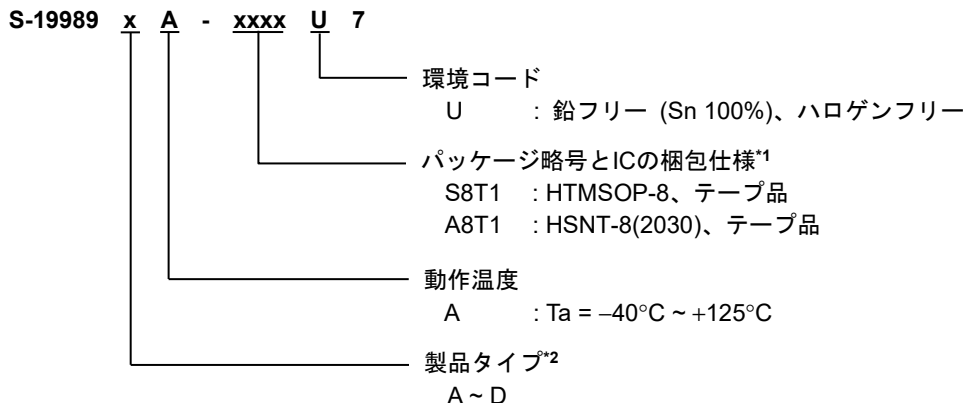 S-19989 x A - xxxx U 7
環境コード
U : 鉛フリー (Sn 100%)、ハロゲンフリー
パッケージ略号とICの梱包仕様*1
S8T1 : HTMSOP-8、テープ品
A8T1 : HSNT-8(2030)、テープ品
動作温度
A : Ta = −40°C ~ +125°C
製品タイプ*2
A ~ D